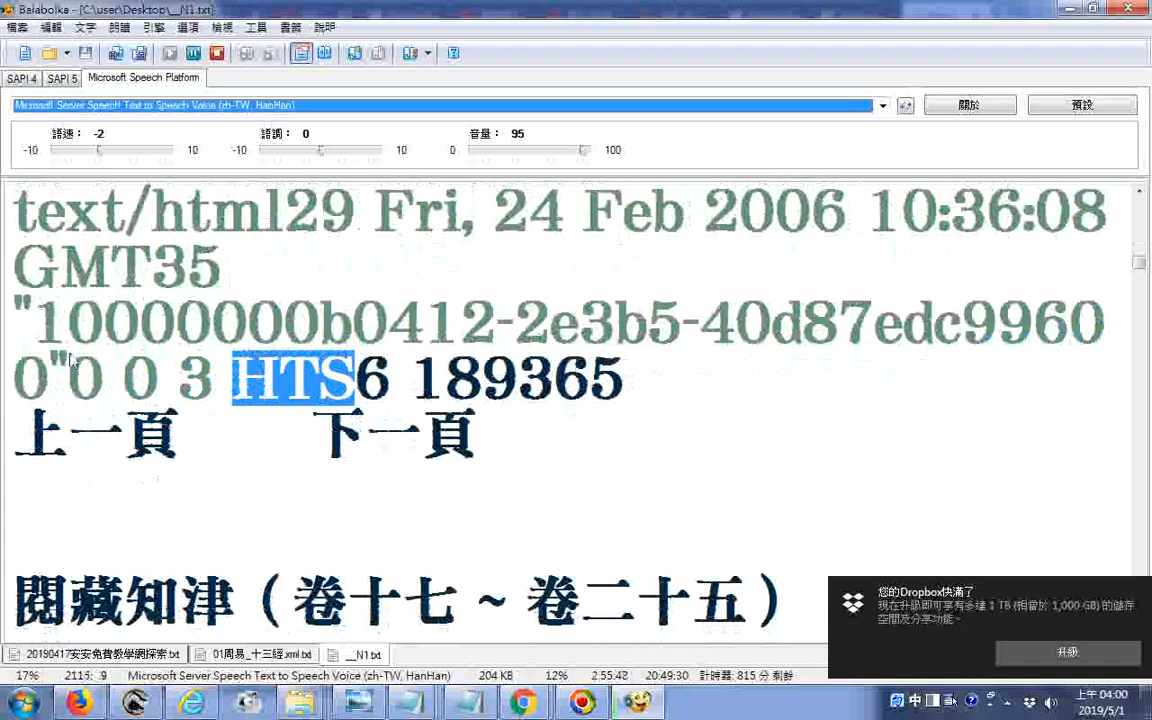 Balabolka - [C:\user\Desktop\__N1.txt]
檔案 編輯 文字 朗讀 引擎 選項 檢視 工具 書籤 說明
SAPI 4 SAPI 5 Microsoft Speech Platform
Microsoft Server Speech Text to Speech Voice (zh-TW, HanHan)
關於 預設
語速： -2 語調： 0 音量： 95
-10 10 -10 10 0 100
text/html29 Fri, 24 Feb 2006 10:36:08
GMT35
"10000000b0412-2e3b5-40d87edc9960
0"0 0 3 HTS6 189365
上一頁 下一頁
閱藏知津（卷十七 ~ 卷二十五）
您的Dropbox快滿了
現在升級即可享有多達 1 TB (相當於 1,000 GB) 的儲存
空間及分享功能。
升級
20190417安安免費教學網探索.txt 01周易_十三經.txt __N1.txt
17% 2115: 9 Microsoft Server Speech Text to Speech Voice (zh-TW, HanHan) 204 KB 12% 2:55:42 20:49:30 計時器: 815 分 剩餘
中
上午 04:00
2019/5/1